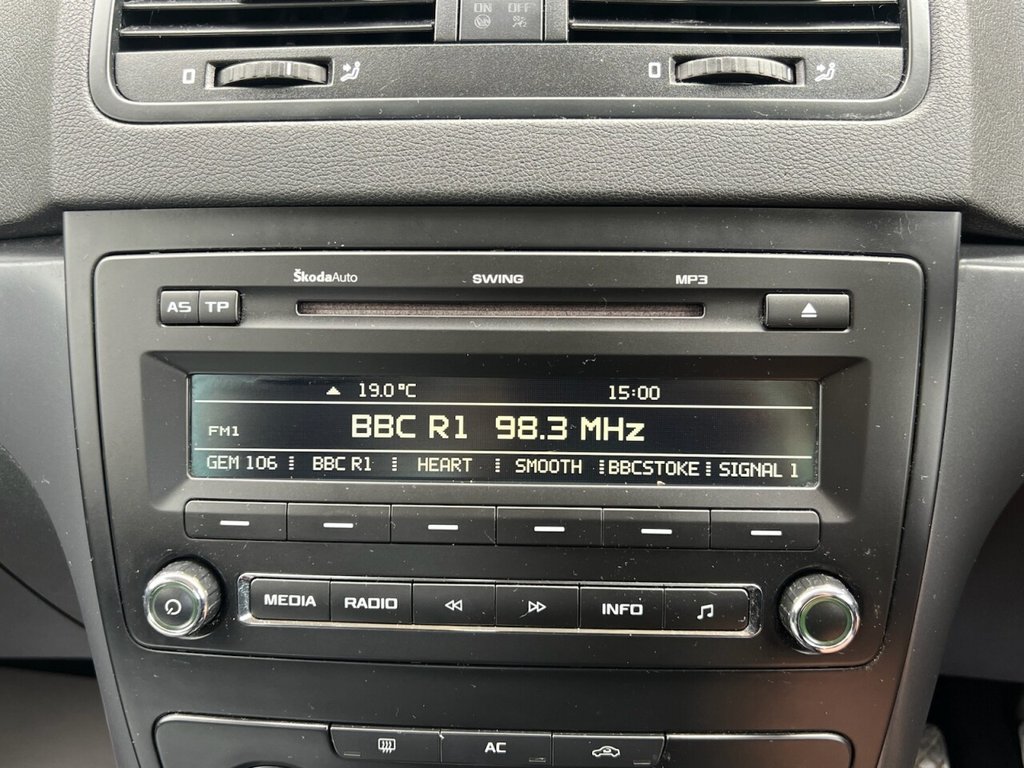 ON OFF
0 0
ŠkodaAuto SWING MP3
AS TP
19.0°C 15:00
FM1 BBC R1 98.3 MHz
GEM 106 BBC R1 HEART SMOOTH BBCSTOKE SIGNAL 1
MEDIA RADIO INFO
AC